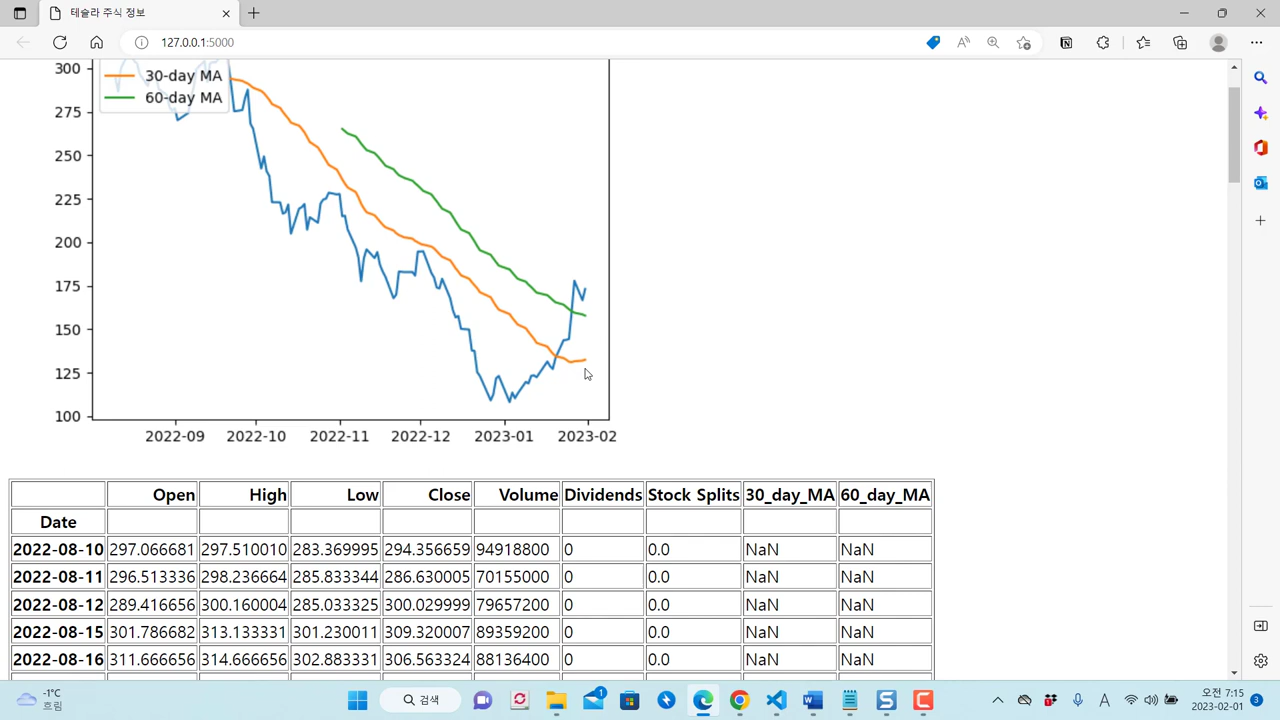 테슬라 주식 정보
127.0.0.1:5000
300
275
250
225
200
175
150
125
100
30-day MA
60-day MA
2022-09 2022-10 2022-11 2022-12 2023-01 2023-02
Open High Low Close Volume Dividends Stock Splits 30_day_MA 60_day_MA
Date
2022-08-10 297.066681 297.510010 283.369995 294.356659 94918800 0 0.0 NaN NaN
2022-08-11 296.513336 298.236664 285.833344 286.630005 70155000 0 0.0 NaN NaN
2022-08-12 289.416656 300.160004 285.033325 300.029999 79657200 0 0.0 NaN NaN
2022-08-15 301.786682 313.133331 301.230011 309.320007 89359200 0 0.0 NaN NaN
2022-08-16 311.666656 314.666656 302.883331 306.563324 88136400 0 0.0 NaN NaN
-1°C
흐림
검색
1
A
오전 7:15
2023-02-01
3